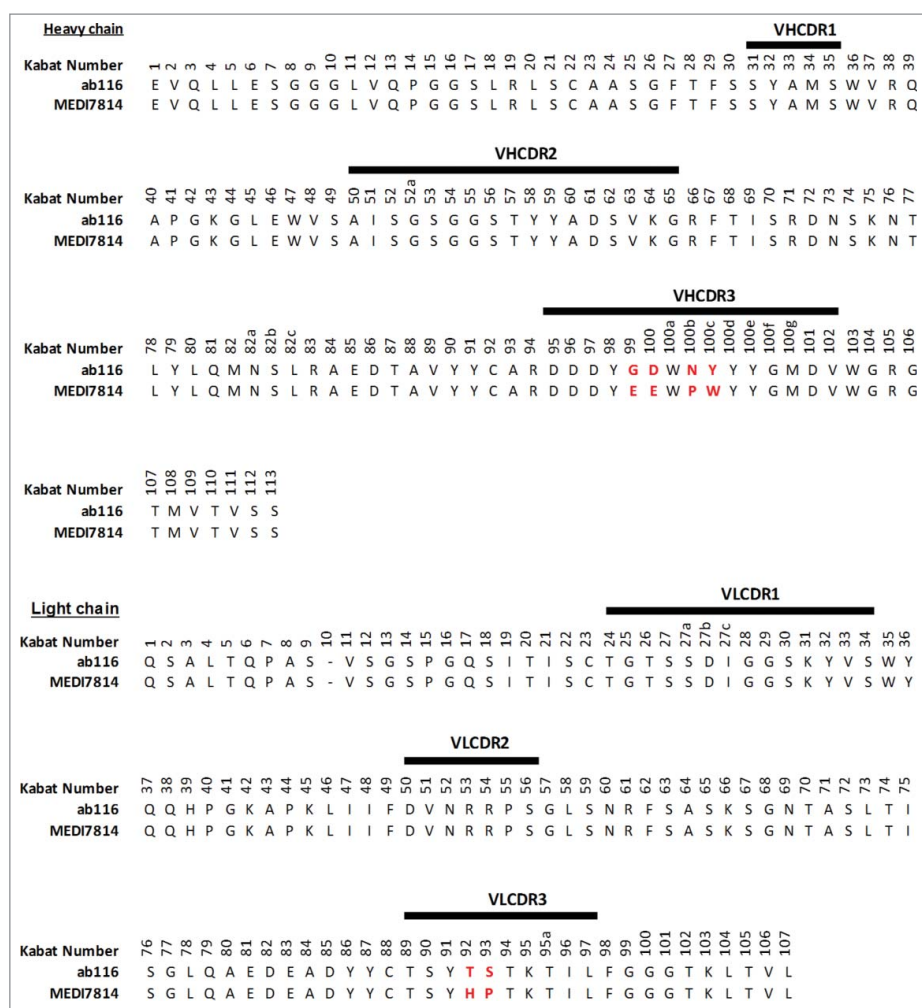 Heavy chain VHCDR1
Kabat Number 1 2 3 4 5 6 7 8 9 10 11 12 13 14 15 16 17 18 19 20 21 22 23 24 25 26 27 28 29 30 31 32 33 34 35 36 37 38 39
ab116 E V Q L L E S G G G L V Q P G G S L R L S C A A S G F T F S S Y A M S W V R Q
MEDI7814 E V Q L L E S G G G L V Q P G G S L R L S C A A S G F T F S S Y A M S W V R Q
VHCDR2
Kabat Number 40 41 42 43 44 45 46 47 48 49 50 51 52 52a 53 54 55 56 57 58 59 60 61 62 63 64 65 66 67 68 69 70 71 72 73 74 75 76 77
ab116 A P G K G L E W V S A I S G S G G S T Y Y A D S V K G R F T I S R D N S K N T
MEDI7814 A P G K G L E W V S A I S G S G G S T Y Y A D S V K G R F T I S R D N S K N T
VHCDR3
Kabat Number 78 79 80 81 82 82a 82b 82c 83 84 85 86 87 88 89 90 91 92 93 94 95 96 97 98 99 100 100a 100b 100c 100d 100e 100f 100g 101 102 103 104 105 106
ab116 L Y L Q M N S L R A E D T A V Y Y C A R D D D Y G D W N Y Y Y G M D V W G R G
MEDI7814 L Y L Q M N S L R A E D T A V Y Y C A R D D D Y E E W P W Y Y G M D V W G R G
Kabat Number 107 108 109 110 111 112 113
ab116 T M V T V S S
MEDI7814 T M V T V S S
Light chain VLCDR1
Kabat Number 1 2 3 4 5 6 7 8 9 10 11 12 13 14 15 16 17 18 19 20 21 22 23 24 25 26 27 27a 27b 27c 28 29 30 31 32 33 34 35 36
ab116 Q S A L T Q P A S - V S G S P G Q S I T I S C T G T S S D I G G S K Y V S W Y
MEDI7814 Q S A L T Q P A S - V S G S P G Q S I T I S C T G T S S D I G G S K Y V S W Y
VLCDR2
Kabat Number 37 38 39 40 41 42 43 44 45 46 47 48 49 50 51 52 53 54 55 56 57 58 59 60 61 62 63 64 65 66 67 68 69 70 71 72 73 74 75
ab116 Q Q H P G K A P K L I I F D V N R R P S G L S N R F S A S K S G N T A S L T I
MEDI7814 Q Q H P G K A P K L I I F D V N R R P S G L S N R F S A S K S G N T A S L T I
VLCDR3
Kabat Number 76 77 78 79 80 81 82 83 84 85 86 87 88 89 90 91 92 93 94 95 95a 96 97 98 99 100 101 102 103 104 105 106 107
ab116 S G L Q A E D E A D Y Y C T S Y T S T K T I L F G G G T K L T V L
MEDI7814 S G L Q A E D E A D Y Y C T S Y H P T K T I L F G G G T K L T V L